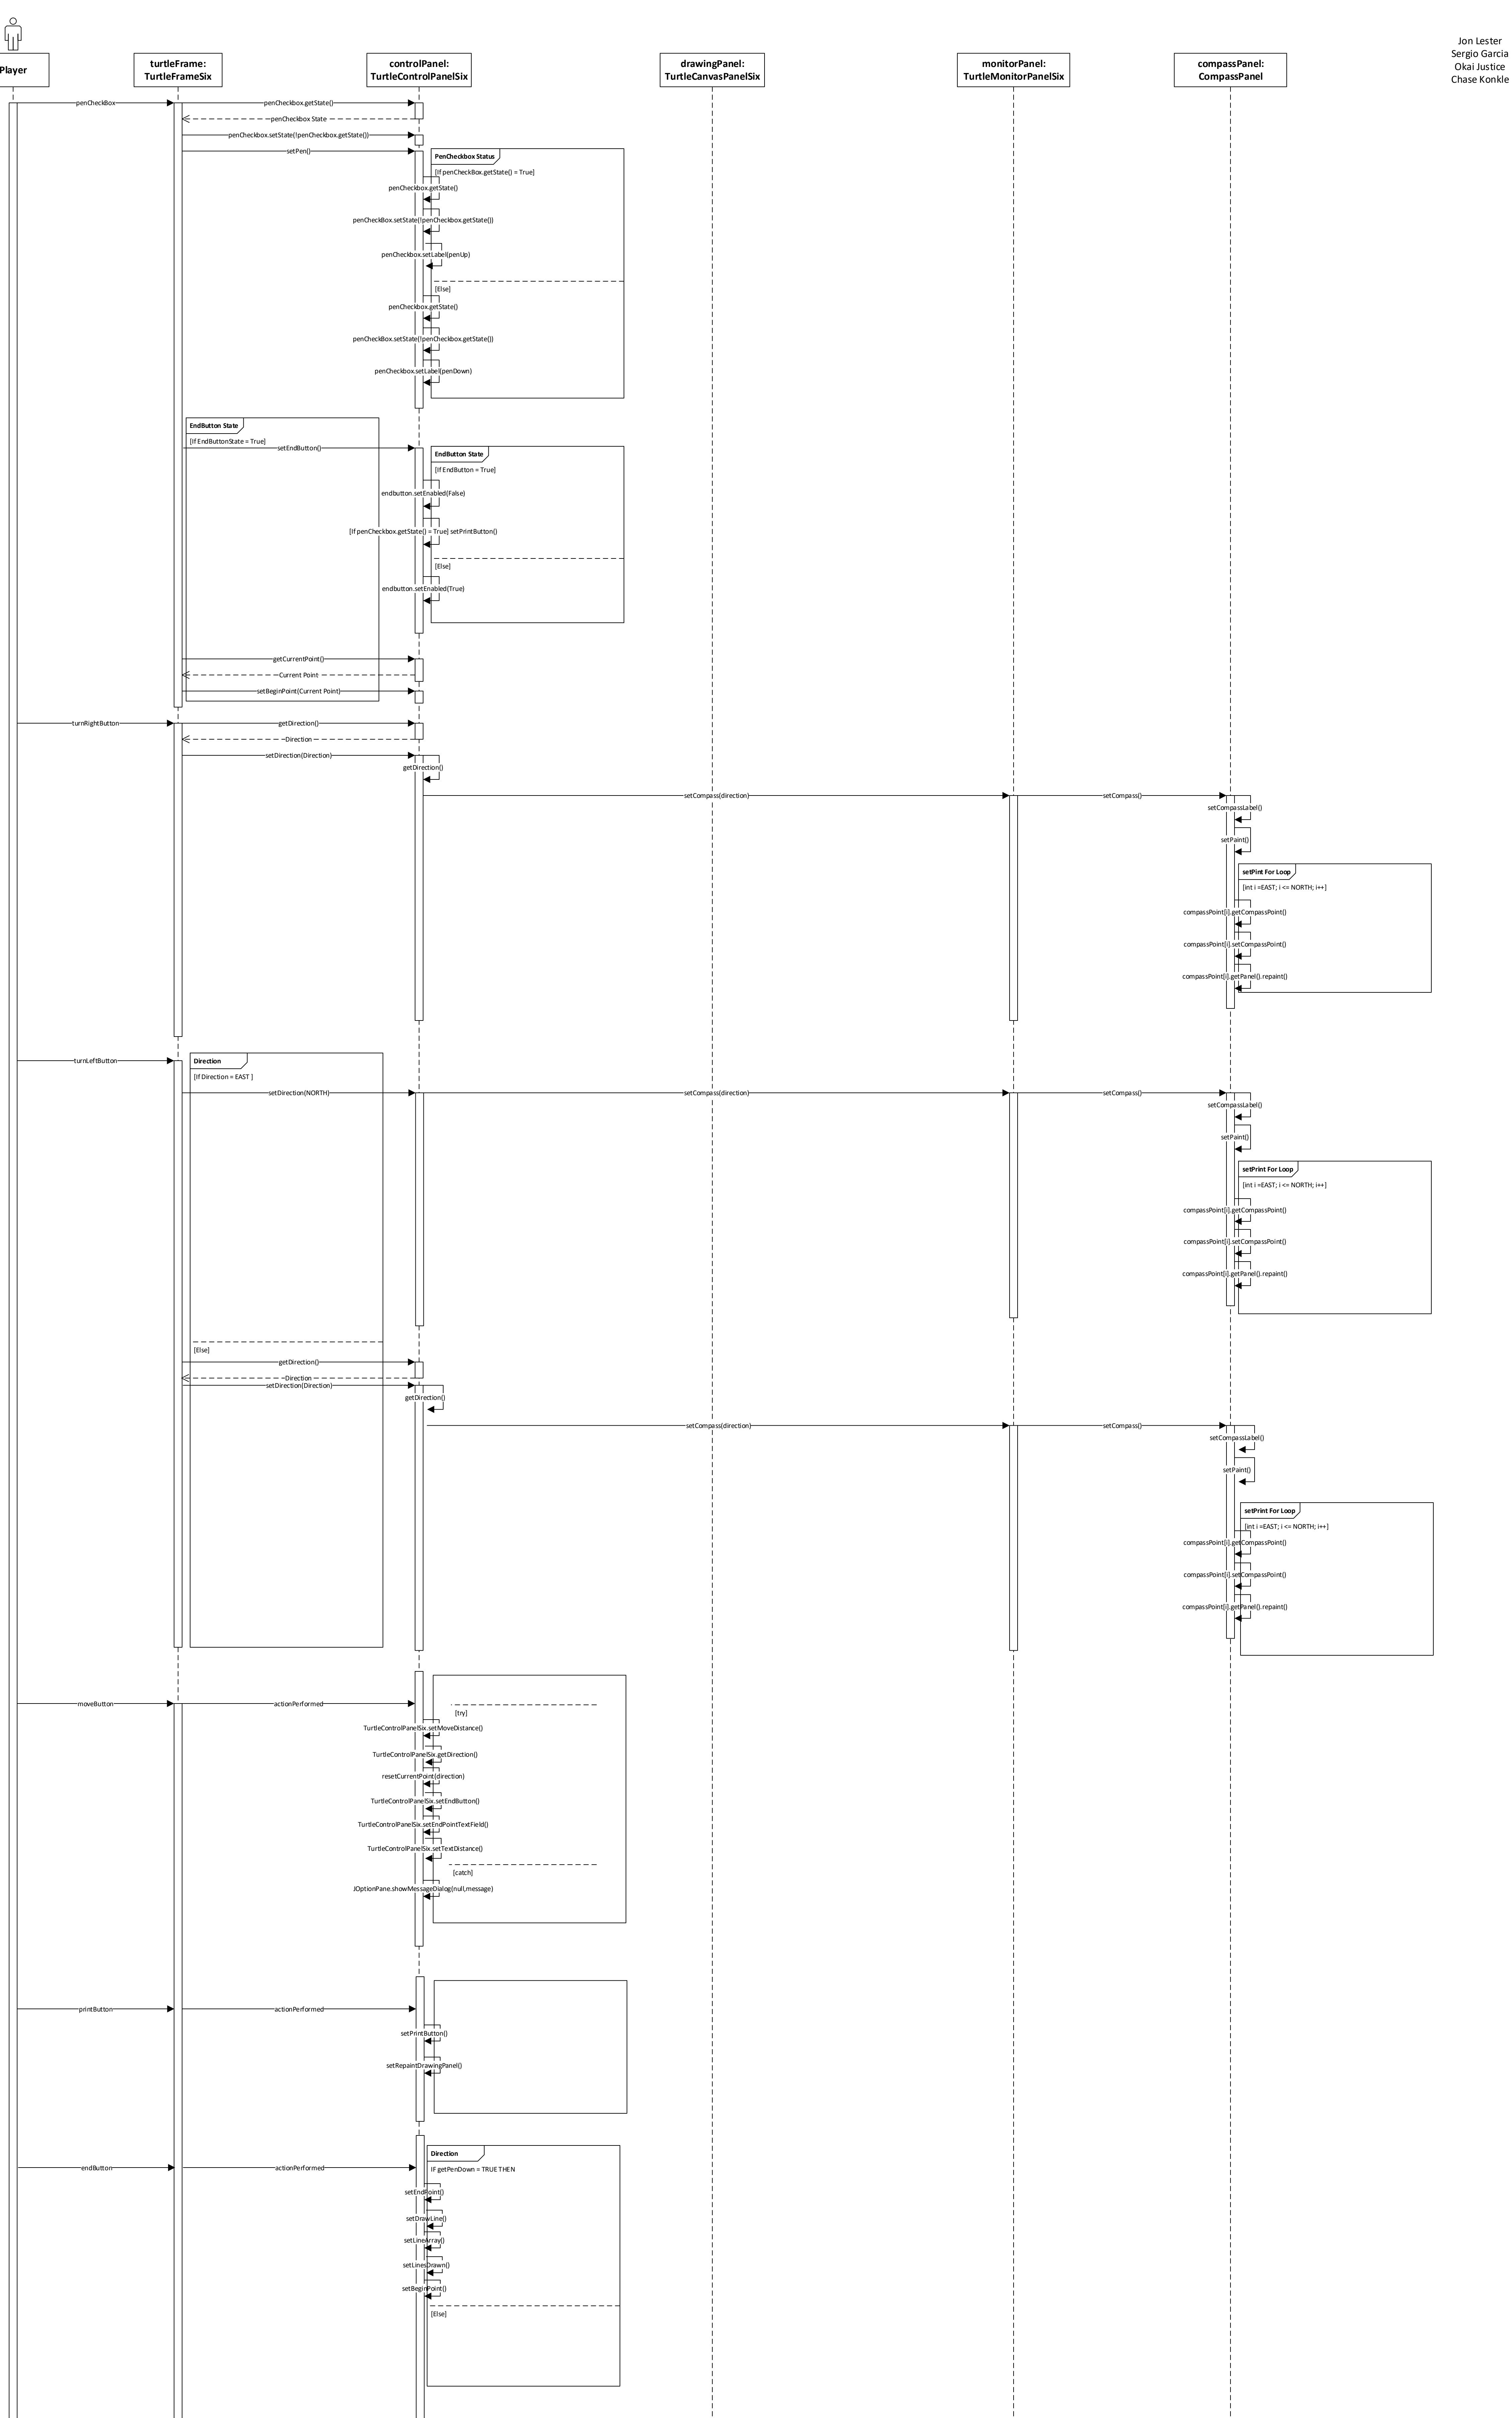 Jon Lester
Sergio Garcia
Okai Justice
Chase Konkle
Player
turtleFrame:
TurtleFrameSix
controlPanel:
TurtleControlPanelSix
drawingPanel:
TurtleCanvasPanelSix
monitorPanel:
TurtleMonitorPanelSix
compassPanel:
CompassPanel
penCheckBox
penCheckbox.getState()
penCheckbox State
penCheckbox.setState(!penCheckbox.getState())
setPen()
PenCheckbox Status
[If penCheckBox.getState() = True]
penCheckbox.getState()
penCheckBox.setState(!penCheckbox.getState())
penCheckbox.setLabel(penUp)
[Else]
penCheckbox.getState()
penCheckBox.setState(!penCheckbox.getState())
penCheckbox.setLabel(penDown)
EndButton State
[If EndButtonState = True]
setEndButton()
EndButton State
[If EndButton = True]
endbutton.setEnabled(False)
[If penCheckbox.getState() = True] setPrintButton()
[Else]
endbutton.setEnabled(True)
getCurrentPoint()
Current Point
setBeginPoint(Current Point)
turnRightButton
getDirection()
Direction
setDirection(Direction)
getDirection()
setCompass(direction)
setCompass()
setCompassLabel()
setPaint()
setPint For Loop
[int i =EAST; i <= NORTH; i++]
compassPoint[i].getCompassPoint()
compassPoint[i].setCompassPoint()
compassPoint[i].getPanel().repaint()
turnLeftButton
Direction
[If Direction = EAST ]
setDirection(NORTH)
setCompass(direction)
setCompass()
setCompassLabel()
setPaint()
setPrint For Loop
[int i =EAST; i <= NORTH; i++]
compassPoint[i].getCompassPoint()
compassPoint[i].setCompassPoint()
compassPoint[i].getPanel().repaint()
[Else]
getDirection()
Direction
setDirection(Direction)
getDirection()
setCompass(direction)
setCompass()
setCompassLabel()
setPaint()
setPrint For Loop
[int i =EAST; i <= NORTH; i++]
compassPoint[i].getCompassPoint()
compassPoint[i].setCompassPoint()
compassPoint[i].getPanel().repaint()
moveButton
actionPerformed
[try]
TurtleControlPanelSix.setMoveDistance()
TurtleControlPanelSix.getDirection()
resetCurrentPoint(direction)
TurtleControlPanelSix.setEndButton()
TurtleControlPanelSix.setEndPointTextField()
TurtleControlPanelSix.setTextDistance()
[catch]
JOptionPane.showMessageDialog(null,message)
printButton
actionPerformed
setPrintButton()
setRepaintDrawingPanel()
Direction
IF getPenDown = TRUE THEN
endButton
actionPerformed
setEndPoint()
setDrawLine()
setLineArray()
setLinesDrawn()
setBeginPoint()
[Else]